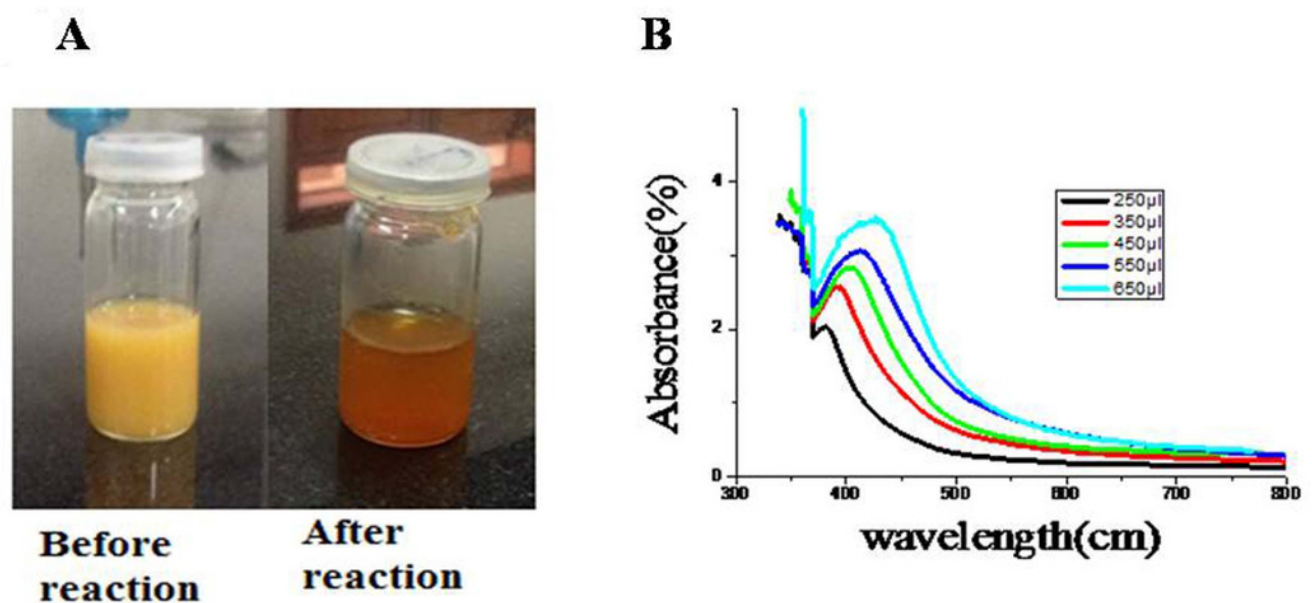 A
B
Before
reaction
After
reaction
Absorbance(%)
4
2
0
300
400
500
600
700
800
wavelength(cm)
250µl
350µl
450µl
550µl
650µl